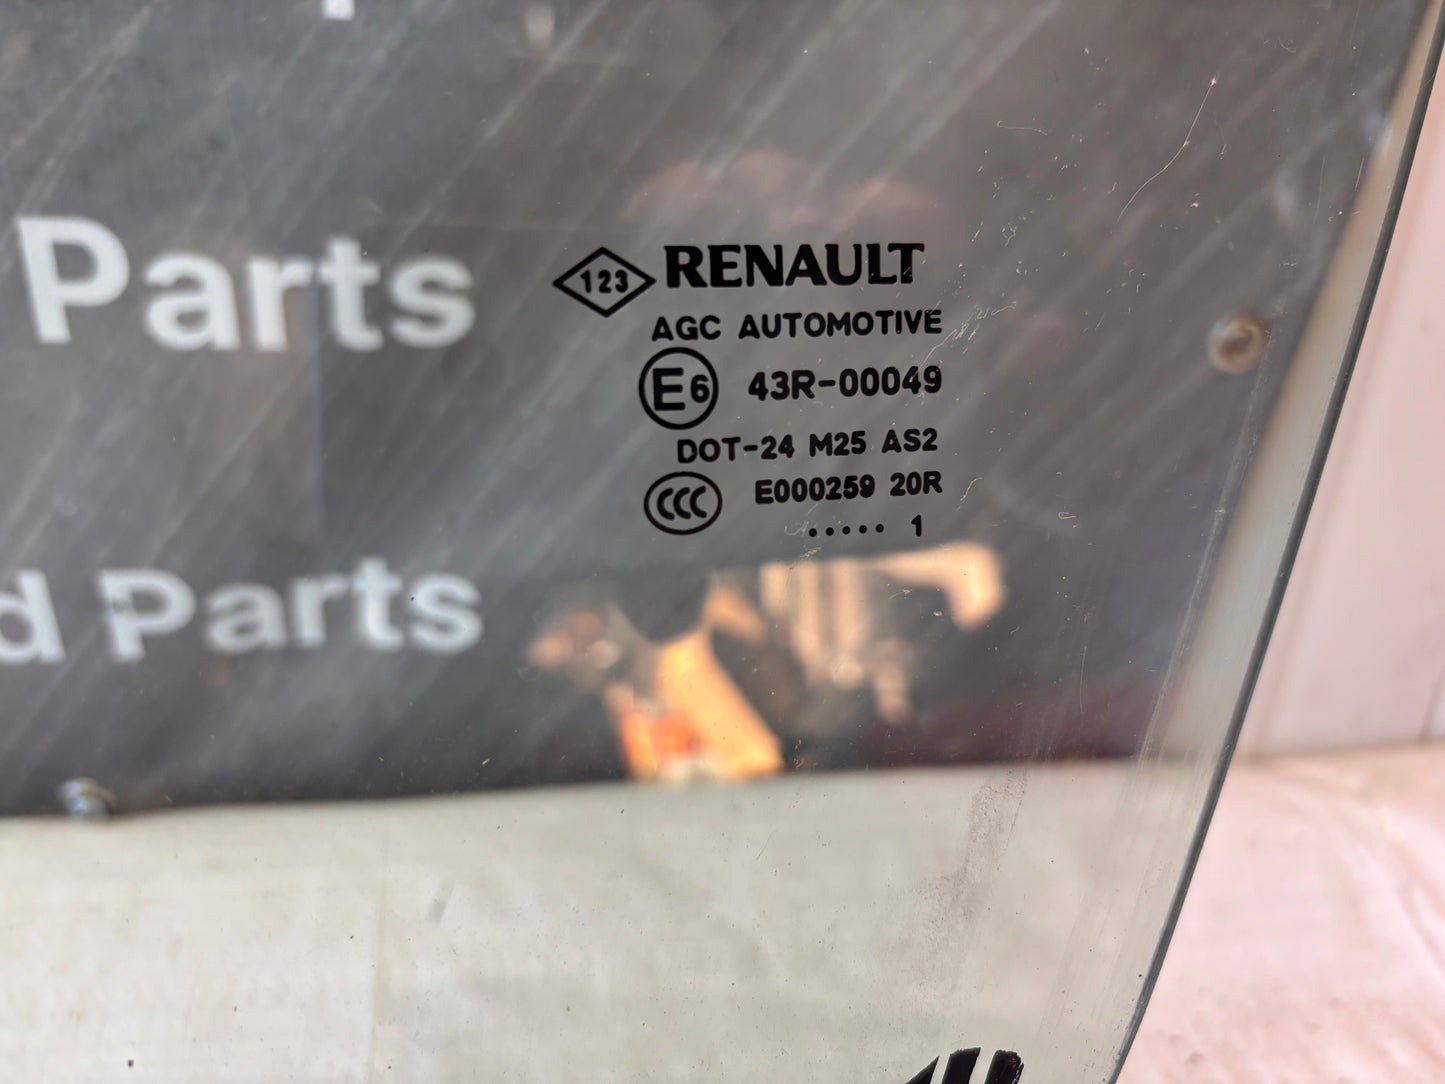 Parts
d Parts
123 RENAULT
AGC AUTOMOTIVE
E6 43R-00049
DOT-24 M25 AS2
CCC E000259 20R
..... 1